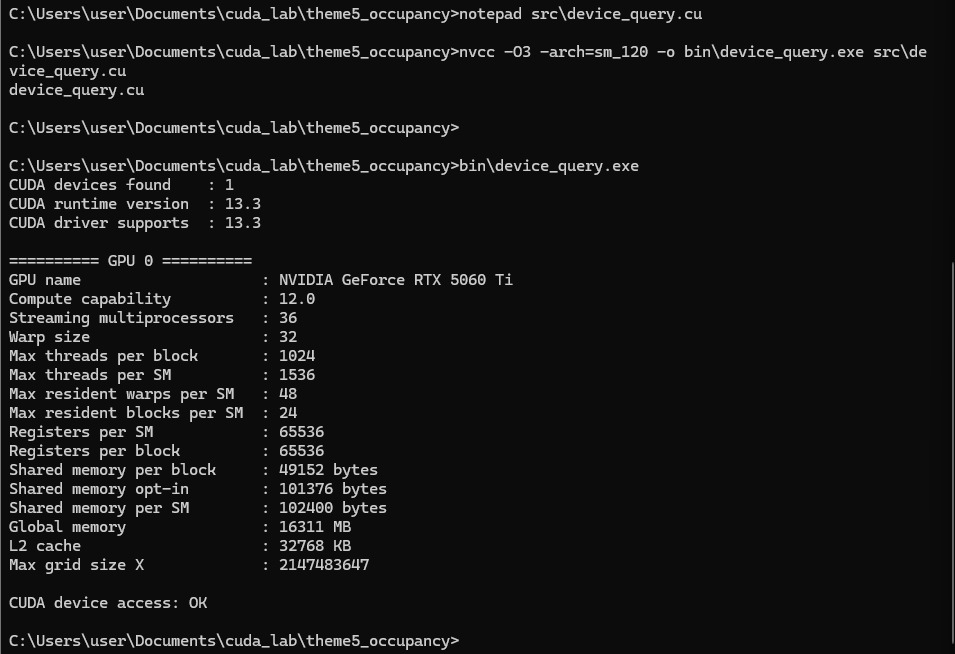 C:\Users\user\Documents\cuda_lab\theme5_occupancy>notepad src\device_query.cu
C:\Users\user\Documents\cuda_lab\theme5_occupancy>nvcc -O3 -arch=sm_120 -o bin\device_query.exe src\de
vice_query.cu
device_query.cu
C:\Users\user\Documents\cuda_lab\theme5_occupancy>
C:\Users\user\Documents\cuda_lab\theme5_occupancy>bin\device_query.exe
CUDA devices found    : 1
CUDA runtime version  : 13.3
CUDA driver supports  : 13.3
========== GPU 0 ==========
GPU name                    : NVIDIA GeForce RTX 5060 Ti
Compute capability          : 12.0
Streaming multiprocessors   : 36
Warp size                   : 32
Max threads per block       : 1024
Max threads per SM          : 1536
Max resident warps per SM   : 48
Max resident blocks per SM  : 24
Registers per SM            : 65536
Registers per block         : 65536
Shared memory per block     : 49152 bytes
Shared memory opt-in        : 101376 bytes
Shared memory per SM        : 102400 bytes
Global memory               : 16311 MB
L2 cache                    : 32768 KB
Max grid size X             : 2147483647
CUDA device access: OK
C:\Users\user\Documents\cuda_lab\theme5_occupancy>